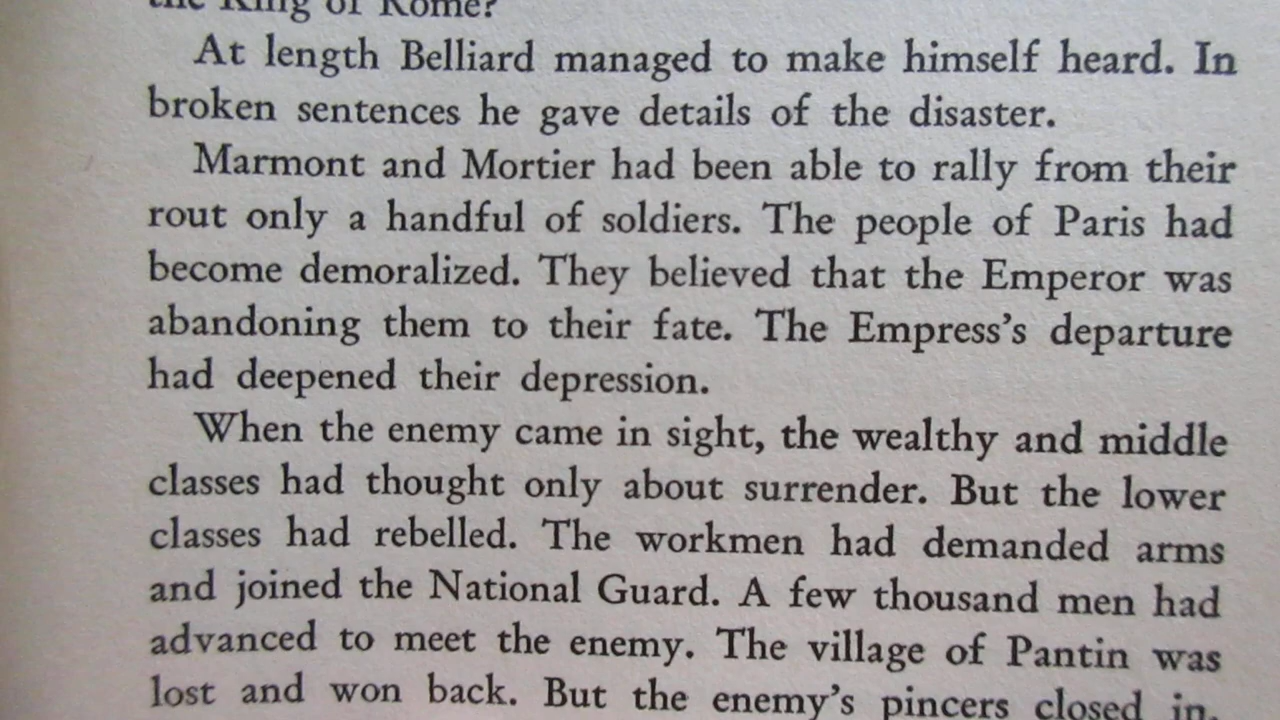 the King of Rome?
At length Belliard managed to make himself heard. In
broken sentences he gave details of the disaster.
Marmont and Mortier had been able to rally from their
rout only a handful of soldiers. The people of Paris had
become demoralized. They believed that the Emperor was
abandoning them to their fate. The Empress's departure
had deepened their depression.
When the enemy came in sight, the wealthy and middle
classes had thought only about surrender. But the lower
classes had rebelled. The workmen had demanded arms
and joined the National Guard. A few thousand men had
advanced to meet the enemy. The village of Pantin was
lost and won back. But the enemy's pincers closed in.